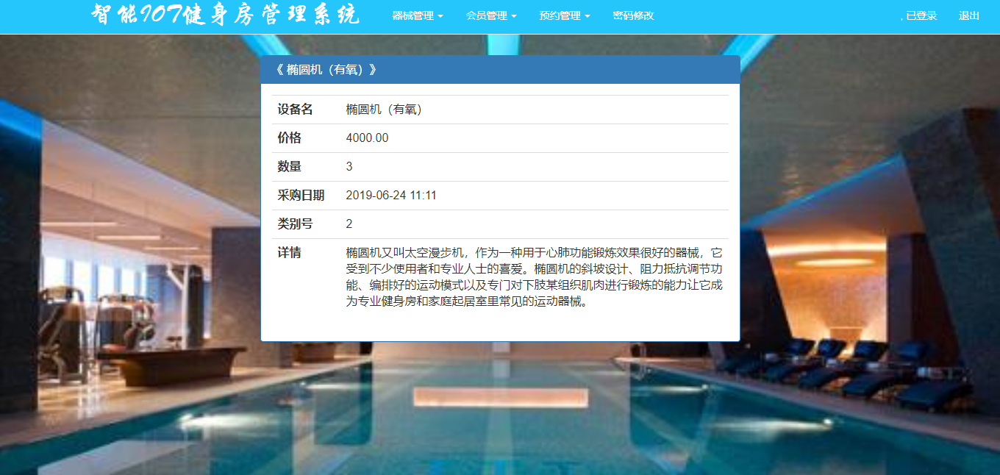 智能IOT健身房管理系统
器械管理 会员管理 预约管理 密码修改 , 已登录 退出
《 椭圆机（有氧）》
设备名 椭圆机（有氧）
价格 4000.00
数量 3
采购日期 2019-06-24 11:11
类别号 2
详情 椭圆机又叫太空漫步机，作为一种用于心肺功能锻炼效果很好的器械，它
受到不少使用者和专业人士的喜爱。椭圆机的斜坡设计、阻力抵抗调节功
能、编排好的运动模式以及专门对下肢某组织肌肉进行锻炼的能力让它成
为专业健身房和家庭起居室里常见的运动器械。